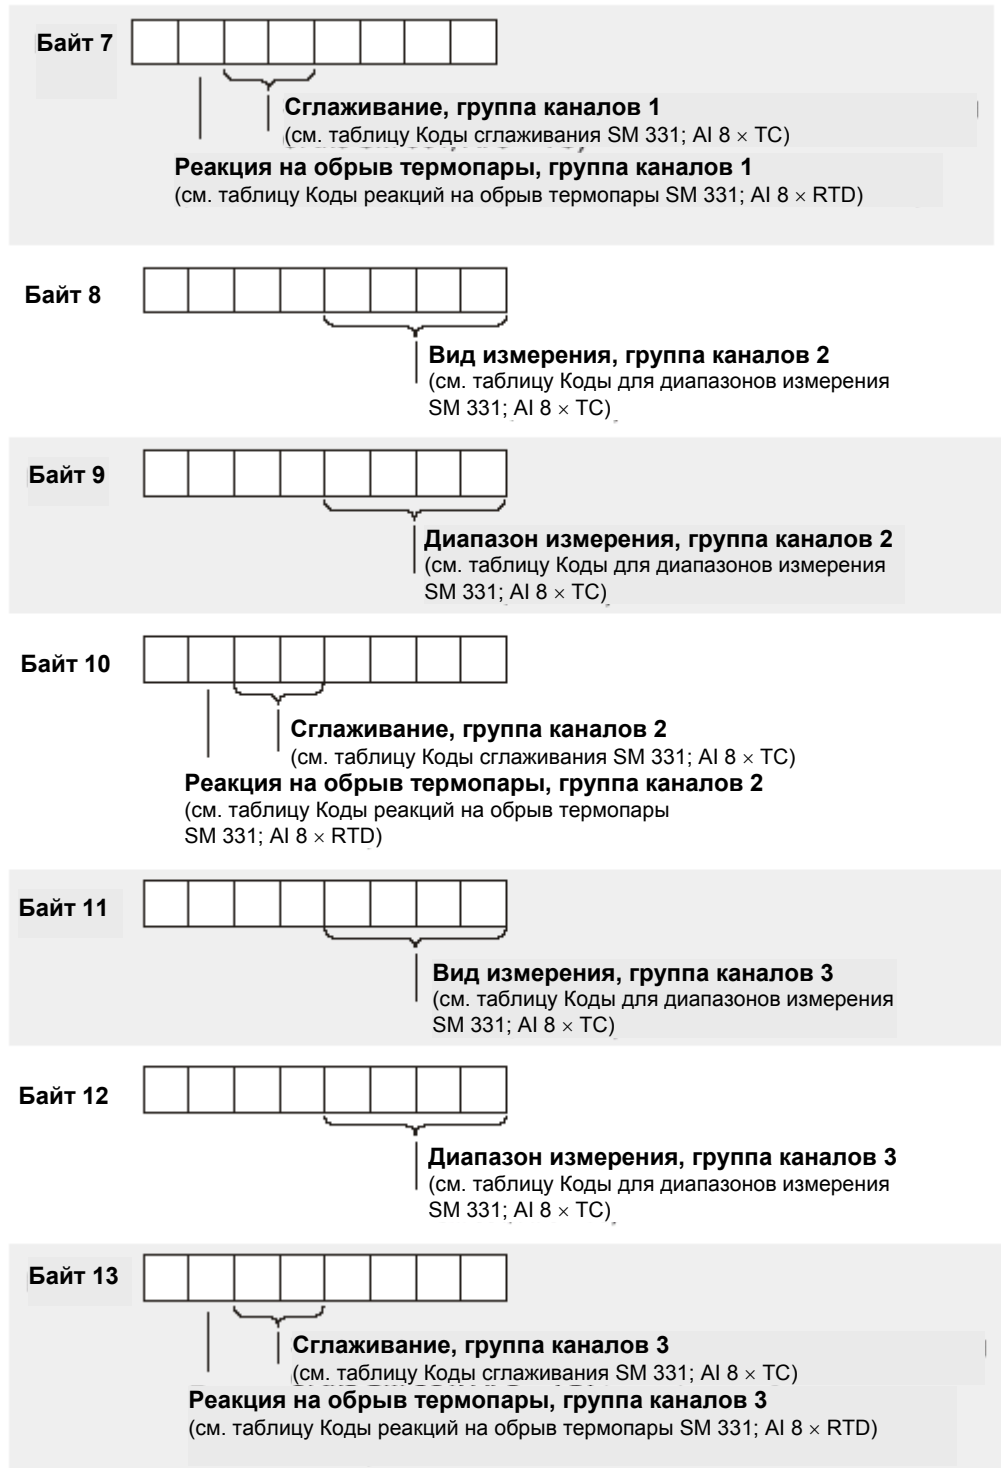 Байт 7
Сглаживание, группа каналов 1
(см. таблицу Коды сглаживания SM 331; AI 8 × TC)
Реакция на обрыв термопары, группа каналов 1
(см. таблицу Коды реакций на обрыв термопары SM 331; AI 8 × RTD)
Байт 8
Вид измерения, группа каналов 2
(см. таблицу Коды для диапазонов измерения
SM 331; AI 8 × TC)
Байт 9
Диапазон измерения, группа каналов 2
(см. таблицу Коды для диапазонов измерения
SM 331; AI 8 × TC)
Байт 10
Сглаживание, группа каналов 2
(см. таблицу Коды сглаживания SM 331; AI 8 × TC)
Реакция на обрыв термопары, группа каналов 2
(см. таблицу Коды реакций на обрыв термопары
SM 331; AI 8 × RTD)
Байт 11
Вид измерения, группа каналов 3
(см. таблицу Коды для диапазонов измерения
SM 331; AI 8 × TC)
Байт 12
Диапазон измерения, группа каналов 3
(см. таблицу Коды для диапазонов измерения
SM 331; AI 8 × TC)
Байт 13
Сглаживание, группа каналов 3
(см. таблицу Коды сглаживания SM 331; AI 8 × TC)
Реакция на обрыв термопары, группа каналов 3
(см. таблицу Коды реакций на обрыв термопары SM 331; AI 8 × RTD)